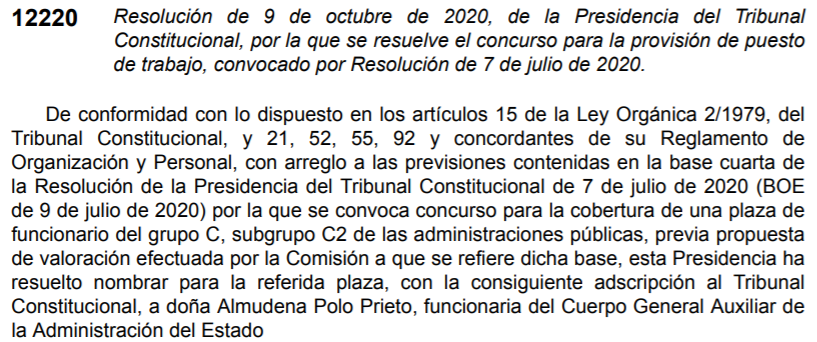 12220 Resolución de 9 de octubre de 2020, de la Presidencia del Tribunal
Constitucional, por la que se resuelve el concurso para la provisión de puesto
de trabajo, convocado por Resolución de 7 de julio de 2020.
De conformidad con lo dispuesto en los artículos 15 de la Ley Orgánica 2/1979, del
Tribunal Constitucional, y 21, 52, 55, 92 y concordantes de su Reglamento de
Organización y Personal, con arreglo a las previsiones contenidas en la base cuarta de
la Resolución de la Presidencia del Tribunal Constitucional de 7 de julio de 2020 (BOE
de 9 de julio de 2020) por la que se convoca concurso para la cobertura de una plaza de
funcionario del grupo C, subgrupo C2 de las administraciones públicas, previa propuesta
de valoración efectuada por la Comisión a que se refiere dicha base, esta Presidencia ha
resuelto nombrar para la referida plaza, con la consiguiente adscripción al Tribunal
Constitucional, a doña Almudena Polo Prieto, funcionaria del Cuerpo General Auxiliar de
la Administración del Estado